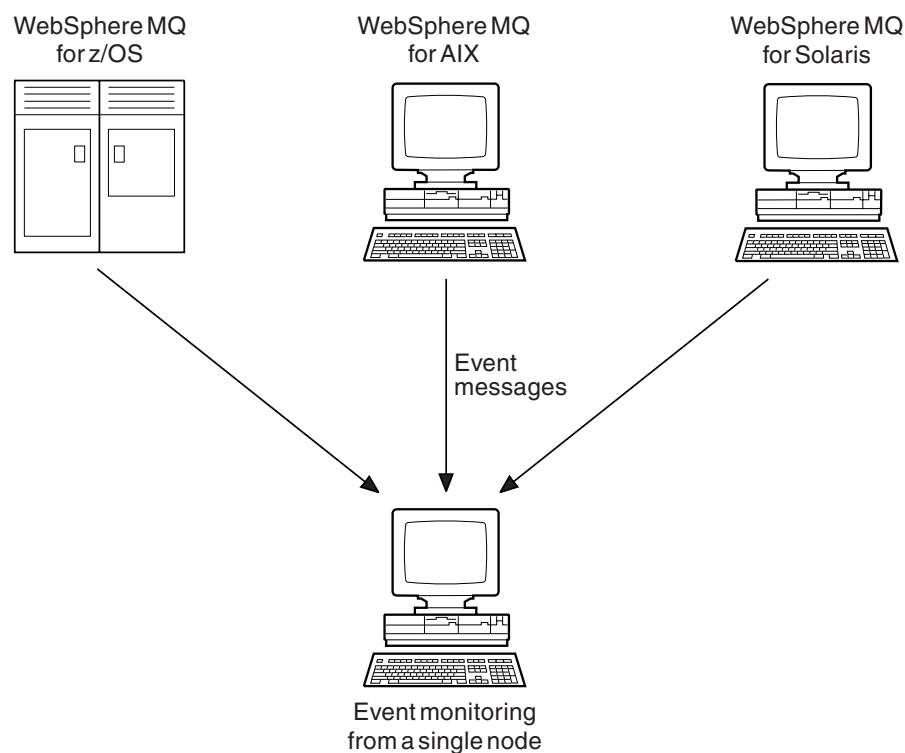 WebSphere MQ
for z/OS
WebSphere MQ
for AIX
WebSphere MQ
for Solaris
Event
messages
Event monitoring
from a single node